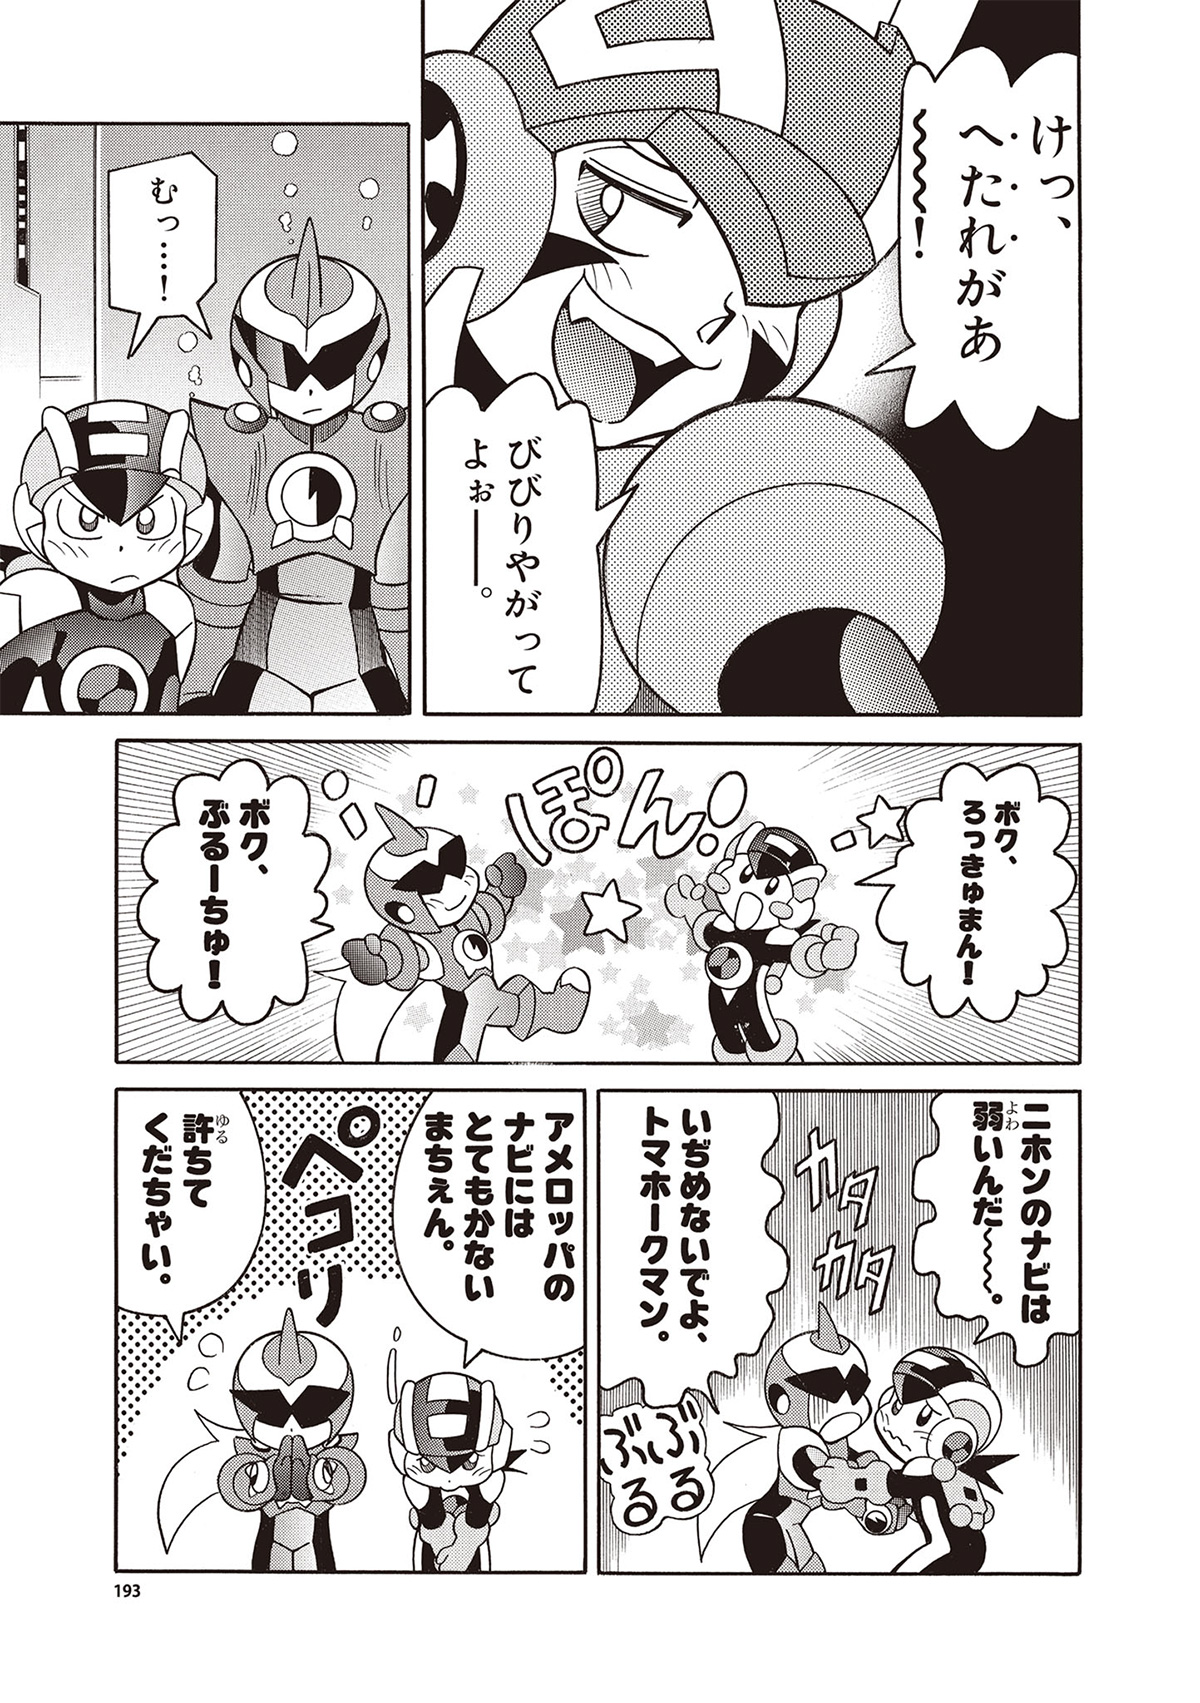 けっ、
へたれがあ
〜〜〜！
びびりやがって
よぉ――。
むっ…！
ボク、
ろっきゅまん！
ぽん！
ボク、
ぶるーちゅ！
ニホンのナビは
弱いんだ〜〜。
よわ
カタ
カタ
いぢめないでよ、
トマホークマン。
ぶる
ぶる
アメロッパの
ナビには
とてもかない
まちぇん。
ペコリ
許ちて
ゆる
くだちゃい。
193